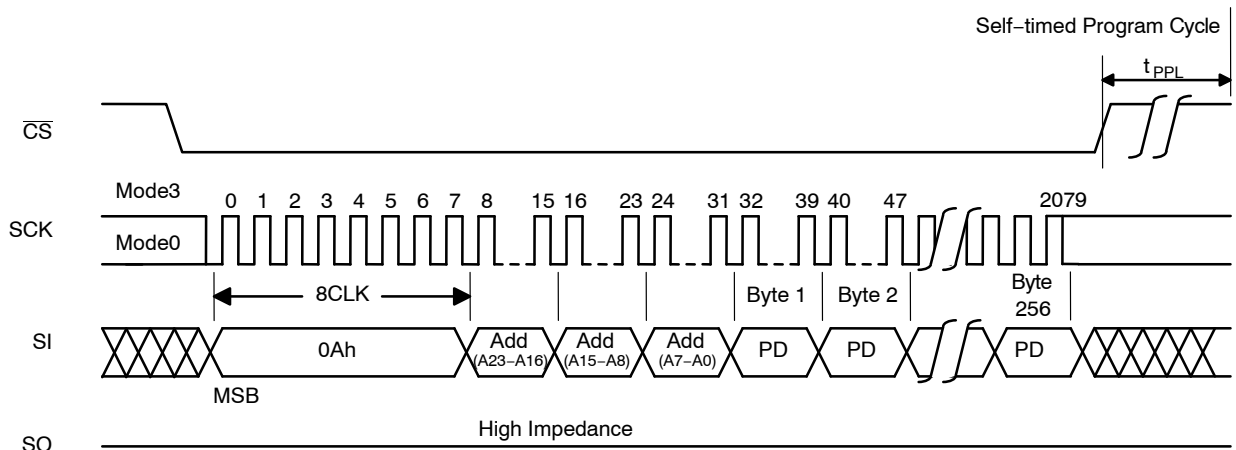 Self−timed Program Cycle
tPPL
CS
Mode3
0 1 2 3 4 5 6 7 8 15 16 23 24 31 32 39 40 47 2079
SCK
Mode0
8CLK
Byte 1
Byte 2
Byte
256
SI
0Ah
Add
(A23−A16)
Add
(A15−A8)
Add
(A7−A0)
PD
PD
PD
MSB
High Impedance
SO